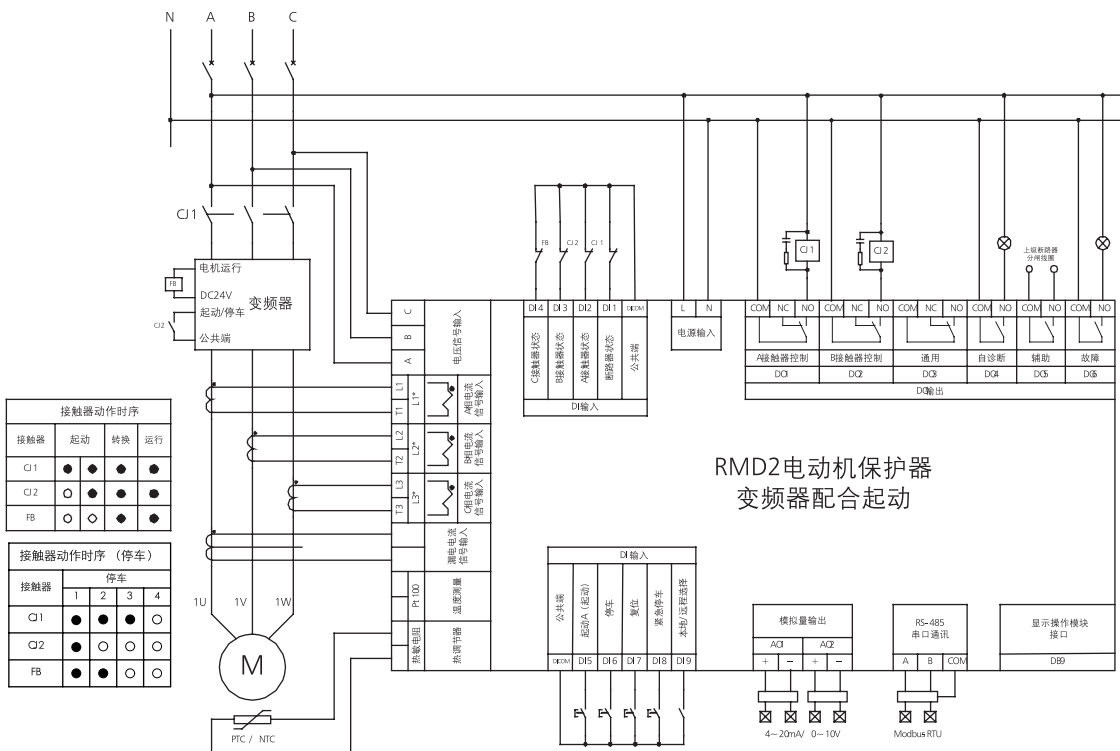 N A B C
CJ1
电机运行
FB
DC24V
变频器
起动/停车
CJ2
公共端
接触器动作时序
接触器 起动 转换 运行
CJ1
CJ2
FB
接触器动作时序 (停车)
接触器 停车
1 2 3 4
CJ1
CJ2
FB
1U 1V 1W
M
PTC / NTC
C
B
A
电压信号输入
L1
T1
L1*
A相电流
信号输入
L2
T2
L2*
B相电流
信号输入
L3
T3
L3*
C相电流
信号输入
漏电电流
信号输入
Pt100
温度测量
热敏电阻
热调节器
FB CJ2 CJ1
DI4 DI3 DI2 DI1 DICOM
C接触器状态
B接触器状态
A接触器状态
断路器状态
公共端
DI输入
L N
电源输入
CJ1
CJ2
上级断路器
分闸线圈
COM NC NO COM NC NO COM NC NO COM NO COM NO COM NO
A接触器控制 B接触器控制 通用 自诊断 辅助 故障
DO1 DO2 DO3 DO4 DO5 DO6
DO输出
RMD2电动机保护器
变频器配合起动
DI输入
公共端
起动A(起动)
停车
复位
紧急停车
本地/远程选择
DICOM DI5 DI6 DI7 DI8 DI9
模拟量输出
AO1 AO2
+ − + −
4~20mA/ 0~10V
RS-485
串口通讯
A B COM
Modbus RTU
显示操作模块
接口
DB9